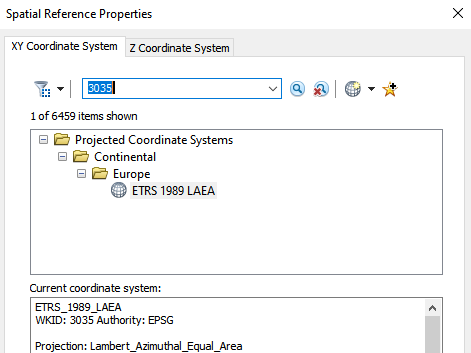 Spatial Reference Properties
XY Coordinate System
Z Coordinate System
3035
1 of 6459 items shown
Projected Coordinate Systems
Continental
Europe
ETRS 1989 LAEA
Current coordinate system:
ETRS_1989_LAEA
WKID: 3035 Authority: EPSG
Projection: Lambert_Azimuthal_Equal_Area